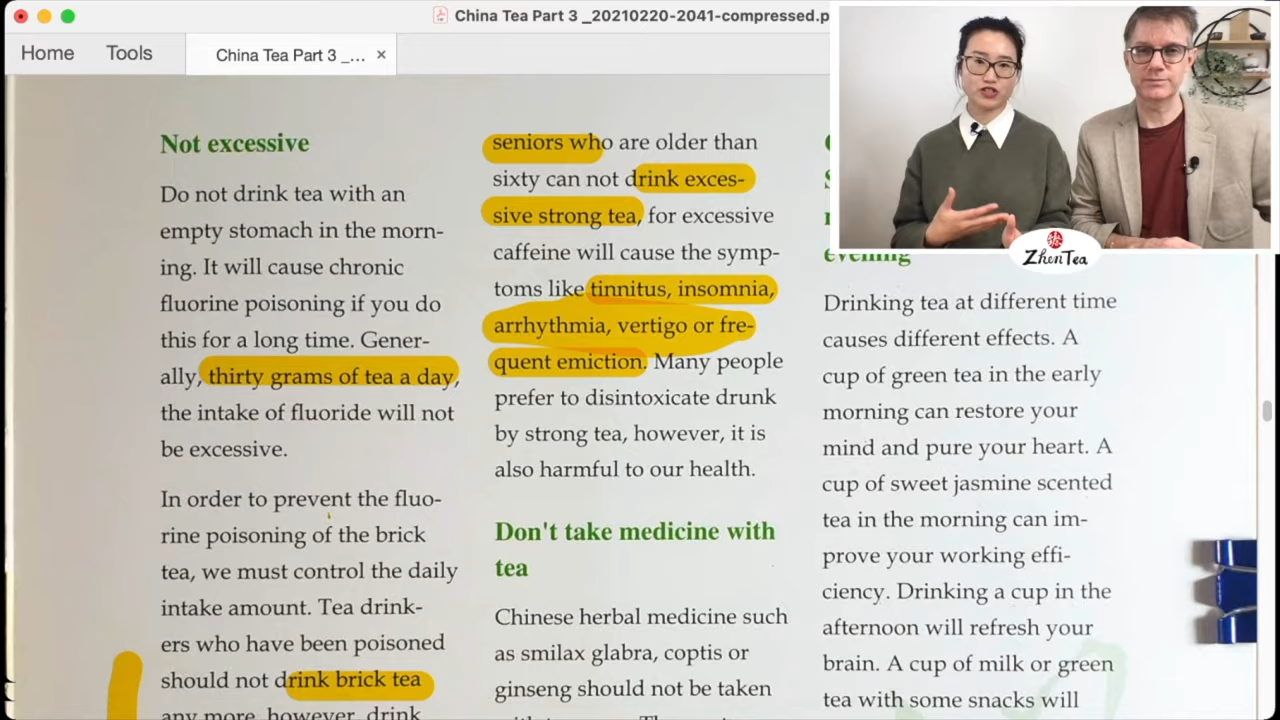 China Tea Part 3 _20210220-2041-compressed.p
Home
Tools
China Tea Part 3 _... ×
Not excessive
Do not drink tea with an
empty stomach in the morn-
ing. It will cause chronic
fluorine poisoning if you do
this for a long time. Gener-
ally, thirty grams of tea a day,
the intake of fluoride will not
be excessive.
In order to prevent the fluo-
rine poisoning of the brick
tea, we must control the daily
intake amount. Tea drink-
ers who have been poisoned
should not drink brick tea
any more, however, drink
seniors who are older than
sixty can not drink exces-
sive strong tea, for excessive
caffeine will cause the symp-
toms like tinnitus, insomnia,
arrhythmia, vertigo or fre-
quent emiction. Many people
prefer to disintoxicate drunk
by strong tea, however, it is
also harmful to our health.
Don't take medicine with
tea
Chinese herbal medicine such
as smilax glabra, coptis or
ginseng should not be taken
evening
Drinking tea at different time
causes different effects. A
cup of green tea in the early
morning can restore your
mind and pure your heart. A
cup of sweet jasmine scented
tea in the morning can im-
prove your working effi-
ciency. Drinking a cup in the
afternoon will refresh your
brain. A cup of milk or green
tea with some snacks will
ZhenTea